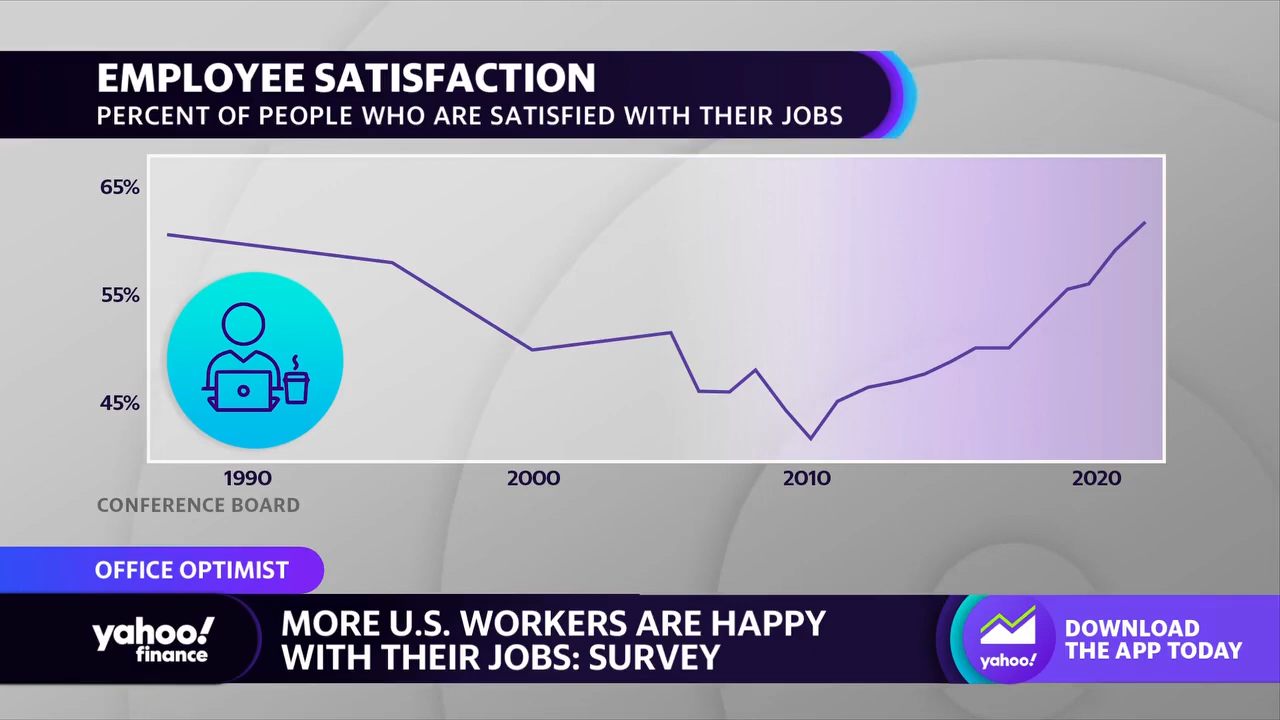 EMPLOYEE SATISFACTION
PERCENT OF PEOPLE WHO ARE SATISFIED WITH THEIR JOBS
65%
55%
45%
1990
2000
2010
2020
CONFERENCE BOARD
OFFICE OPTIMIST
yahoo!
finance
MORE U.S. WORKERS ARE HAPPY
WITH THEIR JOBS: SURVEY
yahoo!
DOWNLOAD
THE APP TODAY